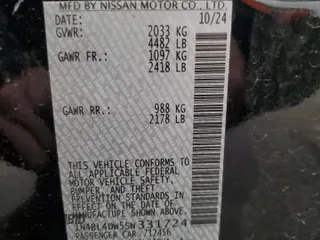 MFD BY NISSAN MOTOR CO., LTD.
DATE: 10/24
GVWR: 2033 KG
4482 LB
GAWR FR.: 1097 KG
2418 LB
GAWR RR.: 988 KG
2178 LB
THIS VEHICLE CONFORMS TO
ALL APPLICABLE FEDERAL
MOTOR VEHICLE SAFETY,
BUMPER, AND THEFT
PREVENTION STANDARDS IN
EFFECT ON THE DATE OF
MANUFACTURE SHOWN ABOVE.
1N4BL4DW5SN331724
PASSENGER CAR